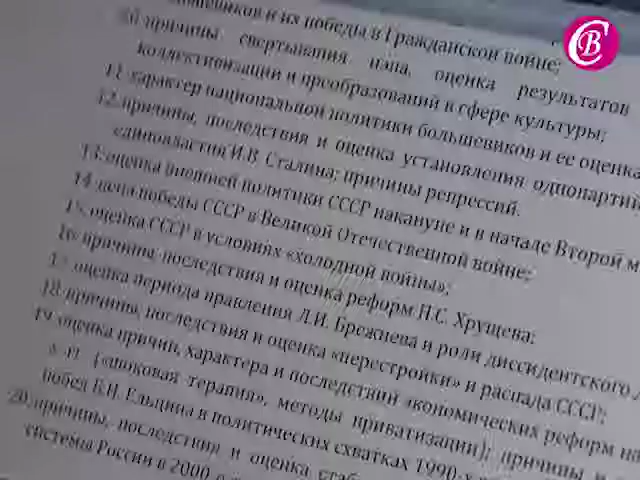 и их победы в Гражданской войне;
10. причины свертывания нэпа, оценка результатов
коллективизации и преобразований в сфере культуры;
11. характер национальной политики большевиков и ее оценка
12. причины, последствия и оценка установления однопартий
единовластия И.В. Сталина; причины репрессий.
13. оценка внешней политики СССР накануне и в начале Второй м
14. цена победы СССР в Великой Отечественной войне;
15. оценка СССР в условиях «холодной войны»;
16. причины, последствия и оценка реформ Н.С. Хрущева;
17. оценка периода правления Л.И. Брежнева и роли диссидентского
18. причины, последствия и оценка «перестройки» и распада СССР;
19. оценка причин, характера и последствий экономических реформ на
(«шоковая терапия», методы приватизации); причины и
побед Б.Н. Ельцина в политических схватках 1990-х
20. причины, последствия и оценка
система России в 2000
СВ